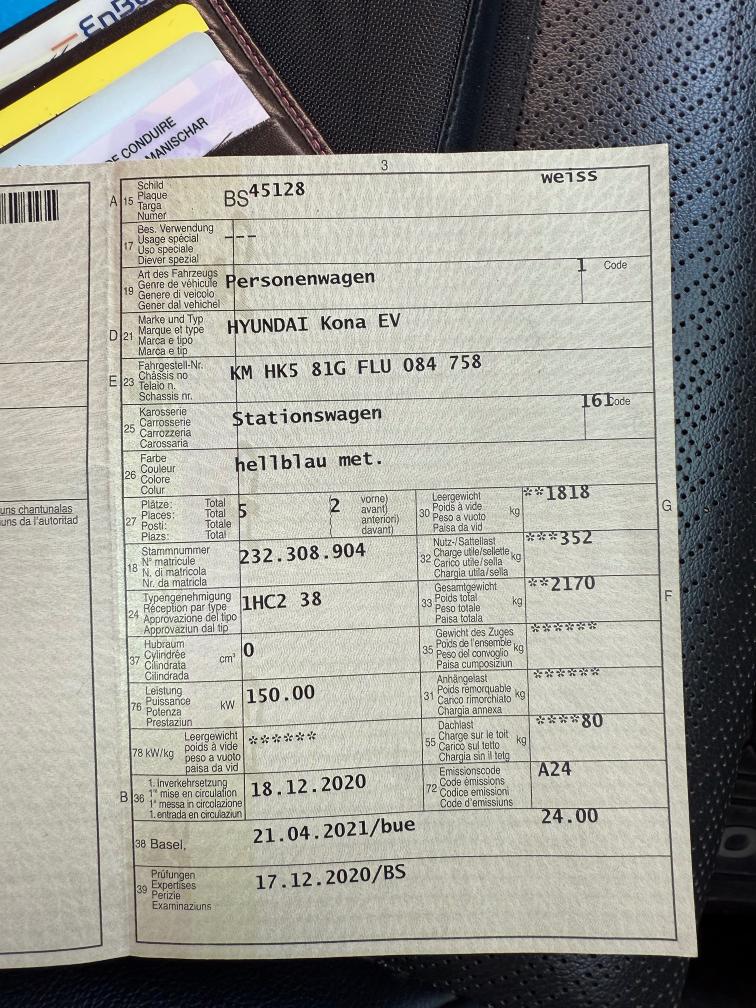 EnBu
DE CONDUIRE
MANISCHAR
3
A 15 Schild
Plaque
Targa
Numer
BS45128
weiss
17 Bes. Verwendung
Usage spécial
Uso speciale
Diever spezial
---
19 Art des Fahrzeugs
Genre de véhicule
Genere di veicolo
Gener dal vehichel
Personenwagen
1 Code
D 21 Marke und Typ
Marque et type
Marca e tipo
Marca e tip
HYUNDAI Kona EV
E 23 Fahrgestell-Nr.
Châssis no
Telaio n.
Schassis nr.
KM HK5 81G FLU 084 758
25 Karosserie
Carrosserie
Carrozzeria
Carossaria
Stationswagen
161 Code
26 Farbe
Couleur
Colore
Colur
hellblau met.
uns chantunalas
uns da l'autoritad
27 Plätze: Total
Places: Total
Posti: Totale
Plazs: Total
5
2
vorne)
avant)
anteriori)
davant)
30 Leergewicht
Poids à vide
Peso a vuoto
Paisa da vid
kg
**1818
G
18 Stammnummer
N° matricule
N. di matricola
Nr. da matricla
232.308.904
32 Nutz-/Sattellast
Charge utile/sellette
Carico utile/sella
Chargia utila/sella
kg
***352
24 Typengenehmigung
Réception par type
Approvazione del tipo
Approvaziun dal tip
1HC2 38
33 Gesamtgewicht
Poids total
Peso totale
Paisa totala
kg
**2170
F
37 Hubraum
Cylindrée
Cilindrata
Cilindrada
cm³
0
35 Gewicht des Zuges
Poids de l'ensemble
Peso del convoglio
Paisa cumposiziun
kg
******
76 Leistung
Puissance
Potenza
Prestaziun
kW
150.00
31 Anhängelast
Poids remorquable
Carico rimorchiato
Chargia annexa
kg
******
78 kW/kg
Leergewicht
poids à vide
peso a vuoto
paisa da vid
******
55 Dachlast
Charge sur le toit
Carico sul tetto
Chargia sin il tetg
kg
****80
B 36 1. Inverkehrsetzung
1re mise en circulation
1a messa in circolazione
1. entrada en circulaziun
18.12.2020
72 Emissionscode
Code émissions
Codice emissioni
Code d'emissiuns
A24
38 Basel,
21.04.2021/bue
24.00
39 Prüfungen
Expertises
Perizie
Examinaziuns
17.12.2020/BS